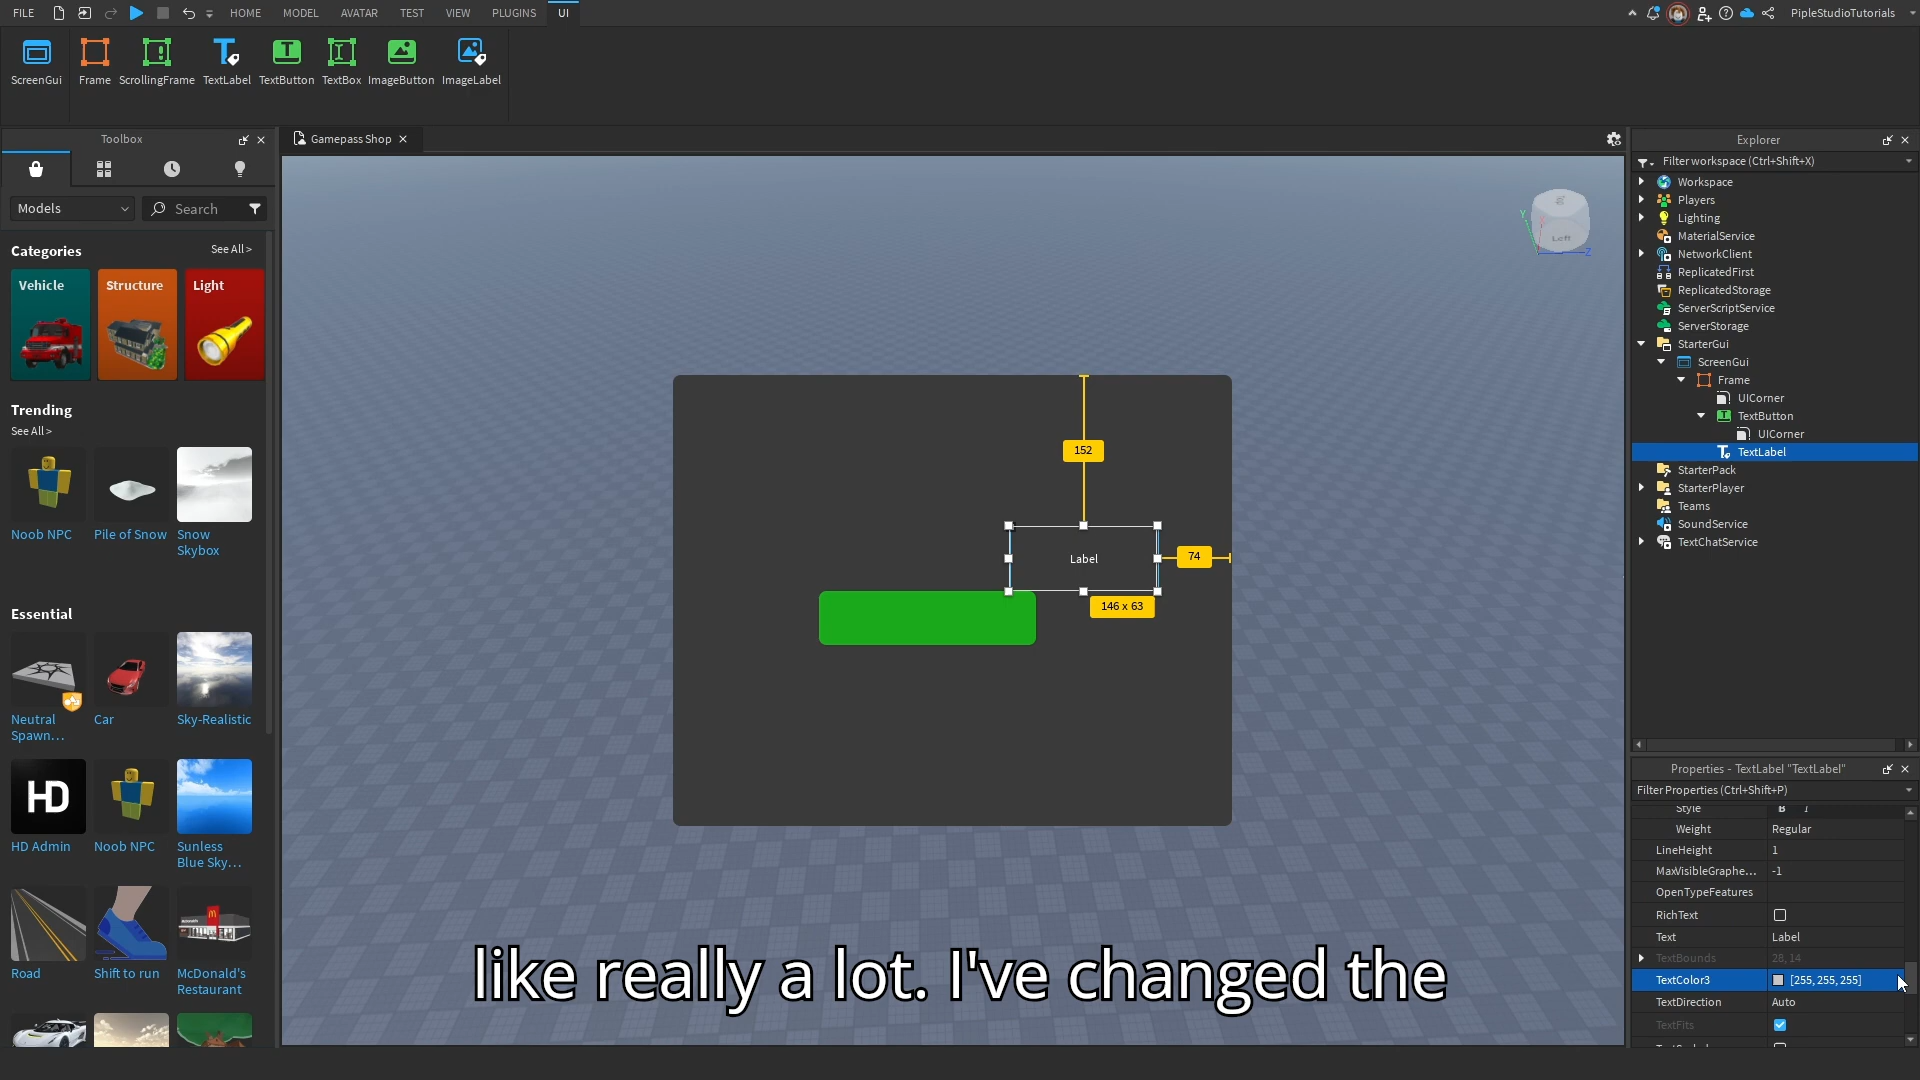 FILE
HOME
MODEL
AVATAR
TEST
VIEW
PLUGINS
UI
PipleStudioTutorials
ScreenGui
Frame
ScrollingFrame
TextLabel
TextButton
TextBox
ImageButton
ImageLabel
Toolbox
Models
Search
Categories
See All >
Vehicle
Structure
Light
Trending
See All >
Noob NPC
Pile of Snow
Snow
Skybox
Essential
Neutral
Spawn...
Car
Sky-Realistic
HD
HD Admin
Noob NPC
Sunless
Blue Sky...
Road
Shift to run
McDonald's
Restaurant
Gamepass Shop
Y
Left
Z
152
Label
74
146 x 63
like really a lot. I've changed the
Explorer
Filter workspace (Ctrl+Shift+X)
Workspace
Players
Lighting
MaterialService
NetworkClient
ReplicatedFirst
ReplicatedStorage
ServerScriptService
ServerStorage
StarterGui
ScreenGui
Frame
UICorner
TextButton
UICorner
TextLabel
StarterPack
StarterPlayer
Teams
SoundService
TextChatService
Properties - TextLabel "TextLabel"
Filter Properties (Ctrl+Shift+P)
Style B I
Weight Regular
LineHeight 1
MaxVisibleGraphe... -1
OpenTypeFeatures
RichText
Text Label
TextBounds 28, 14
TextColor3 [255, 255, 255]
TextDirection Auto
TextFits